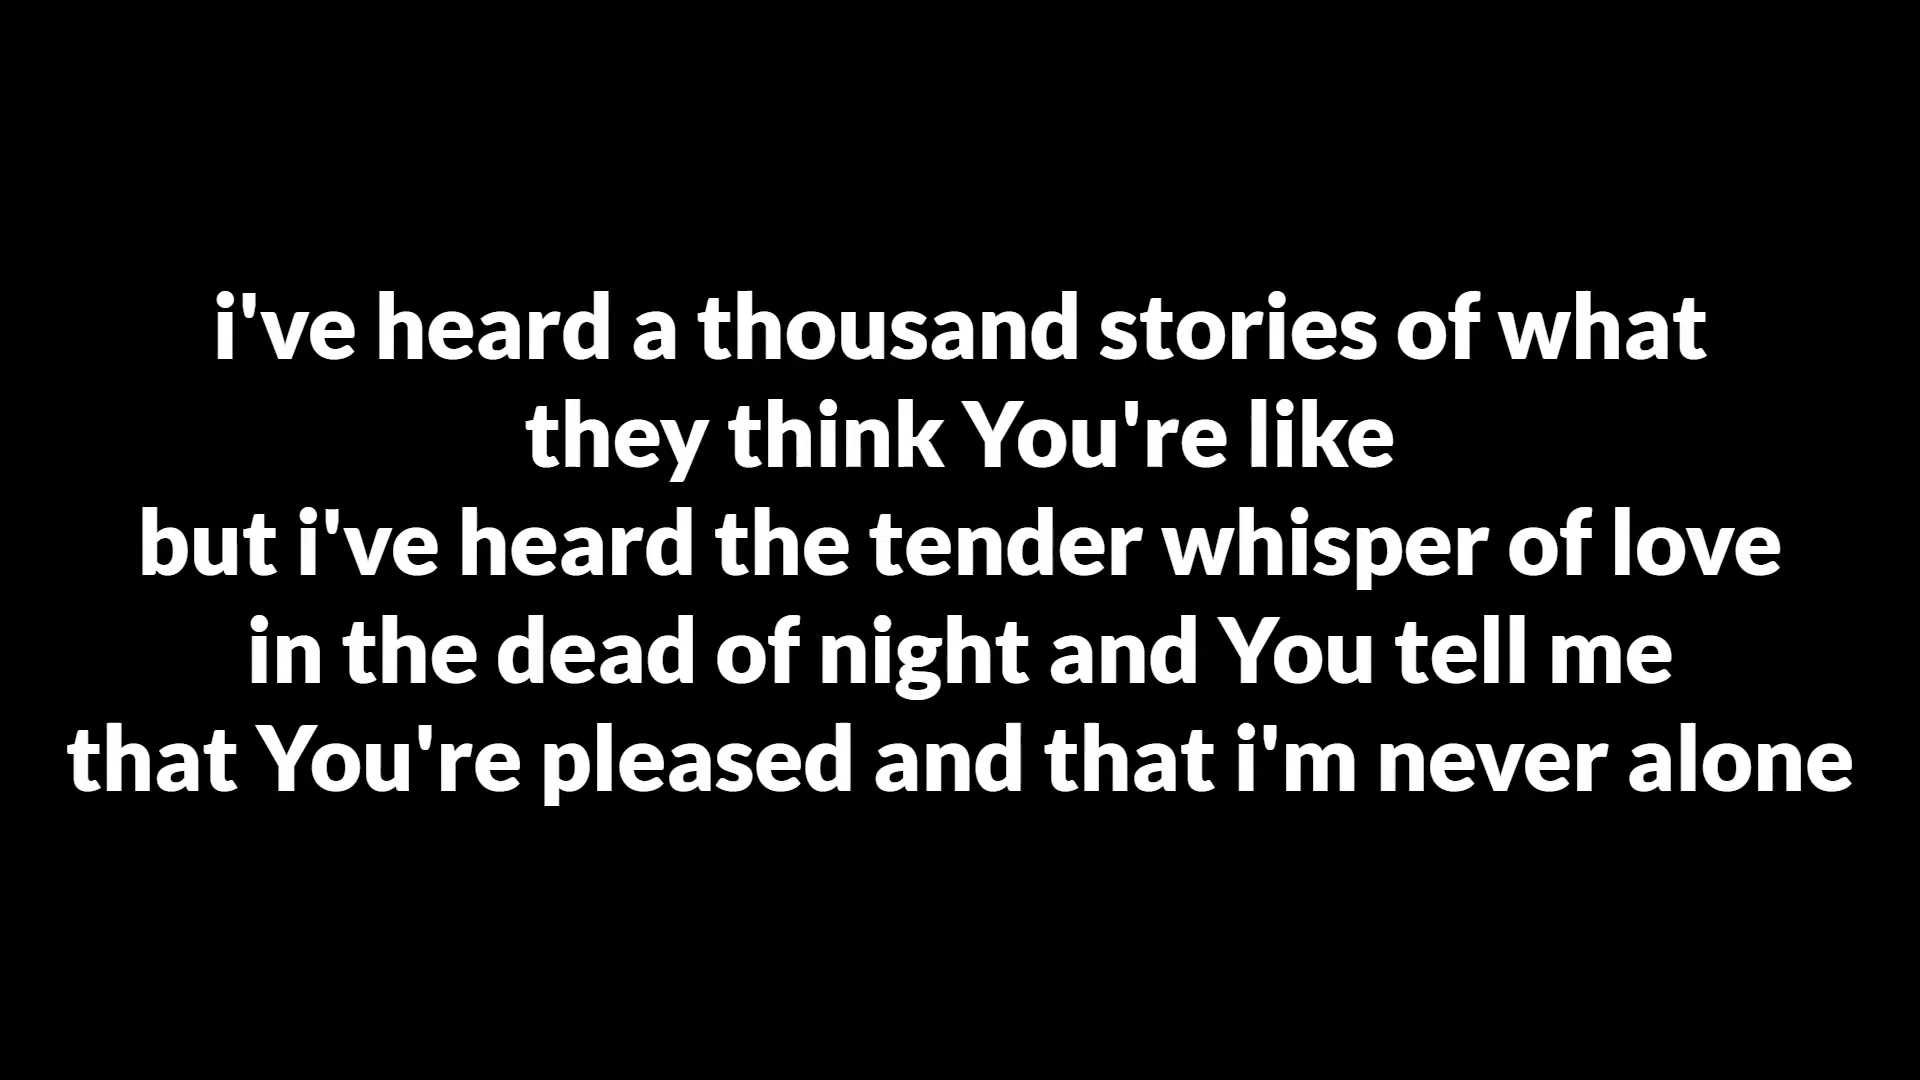 i've heard a thousand stories of what
they think You're like
but i've heard the tender whisper of love
in the dead of night and You tell me
that You're pleased and that i'm never alone